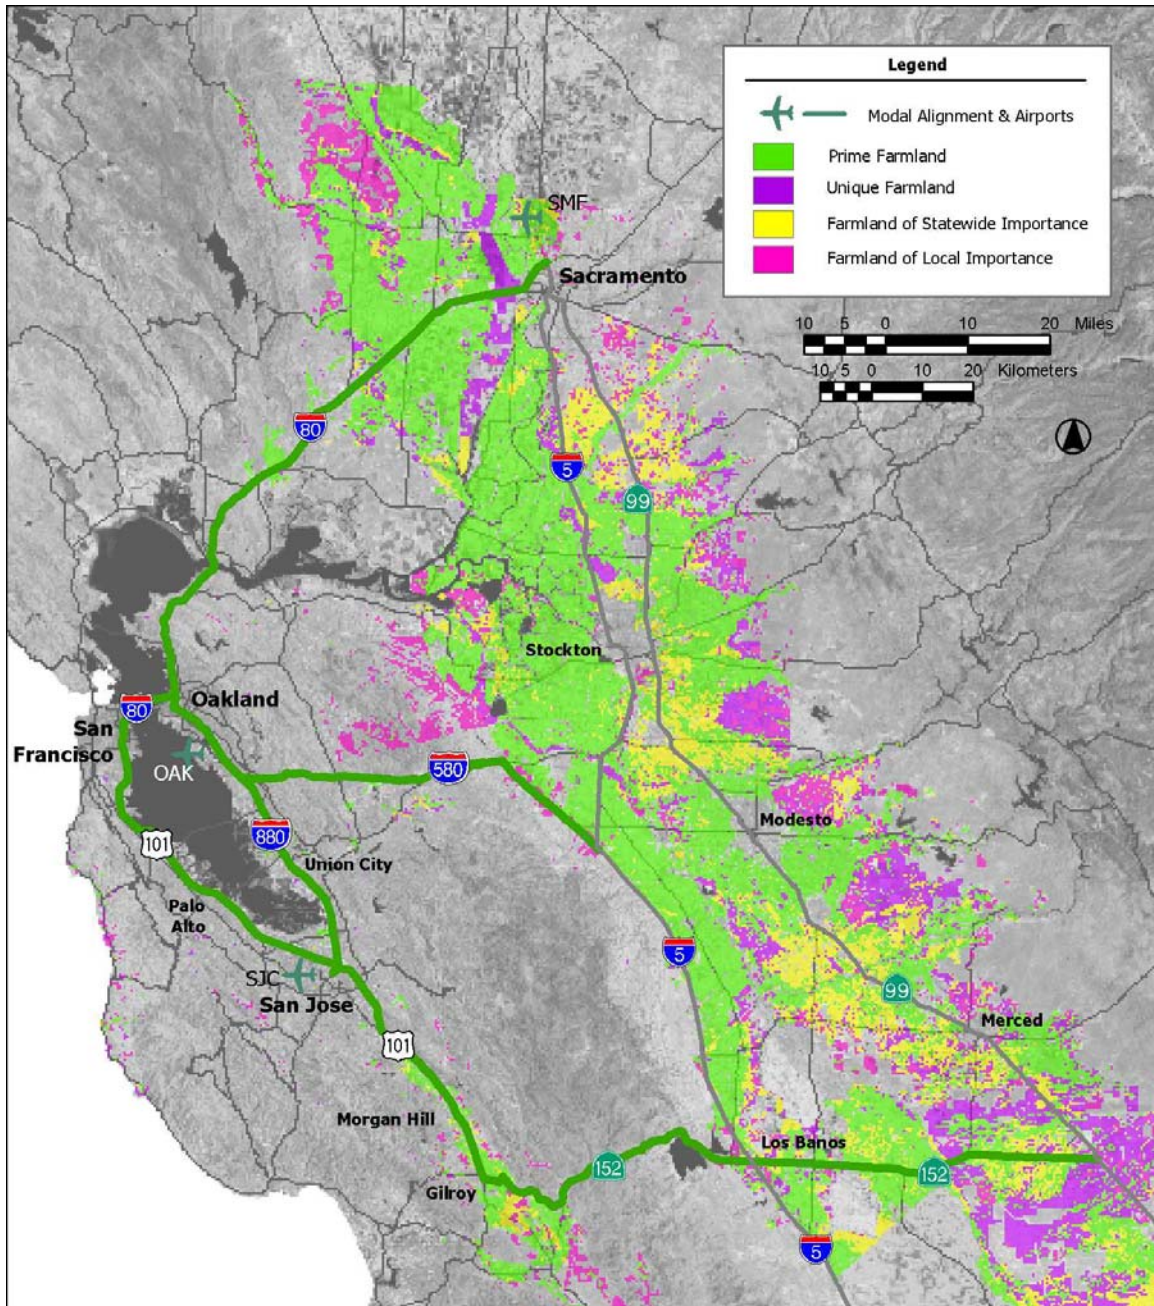 Legend
Modal Alignment & Airports
Prime Farmland
Unique Farmland
Farmland of Statewide Importance
Farmland of Local Importance
10 5 0 10 20 Miles
10 5 0 10 20 Kilometers
SMF
Sacramento
80
5
99
Stockton
Oakland
80
San
Francisco
OAK
580
Modesto
101
880
Union City
Palo
Alto
5
SJC
San Jose
99
Merced
101
Morgan Hill
Los Banos
152
152
Gilroy
5